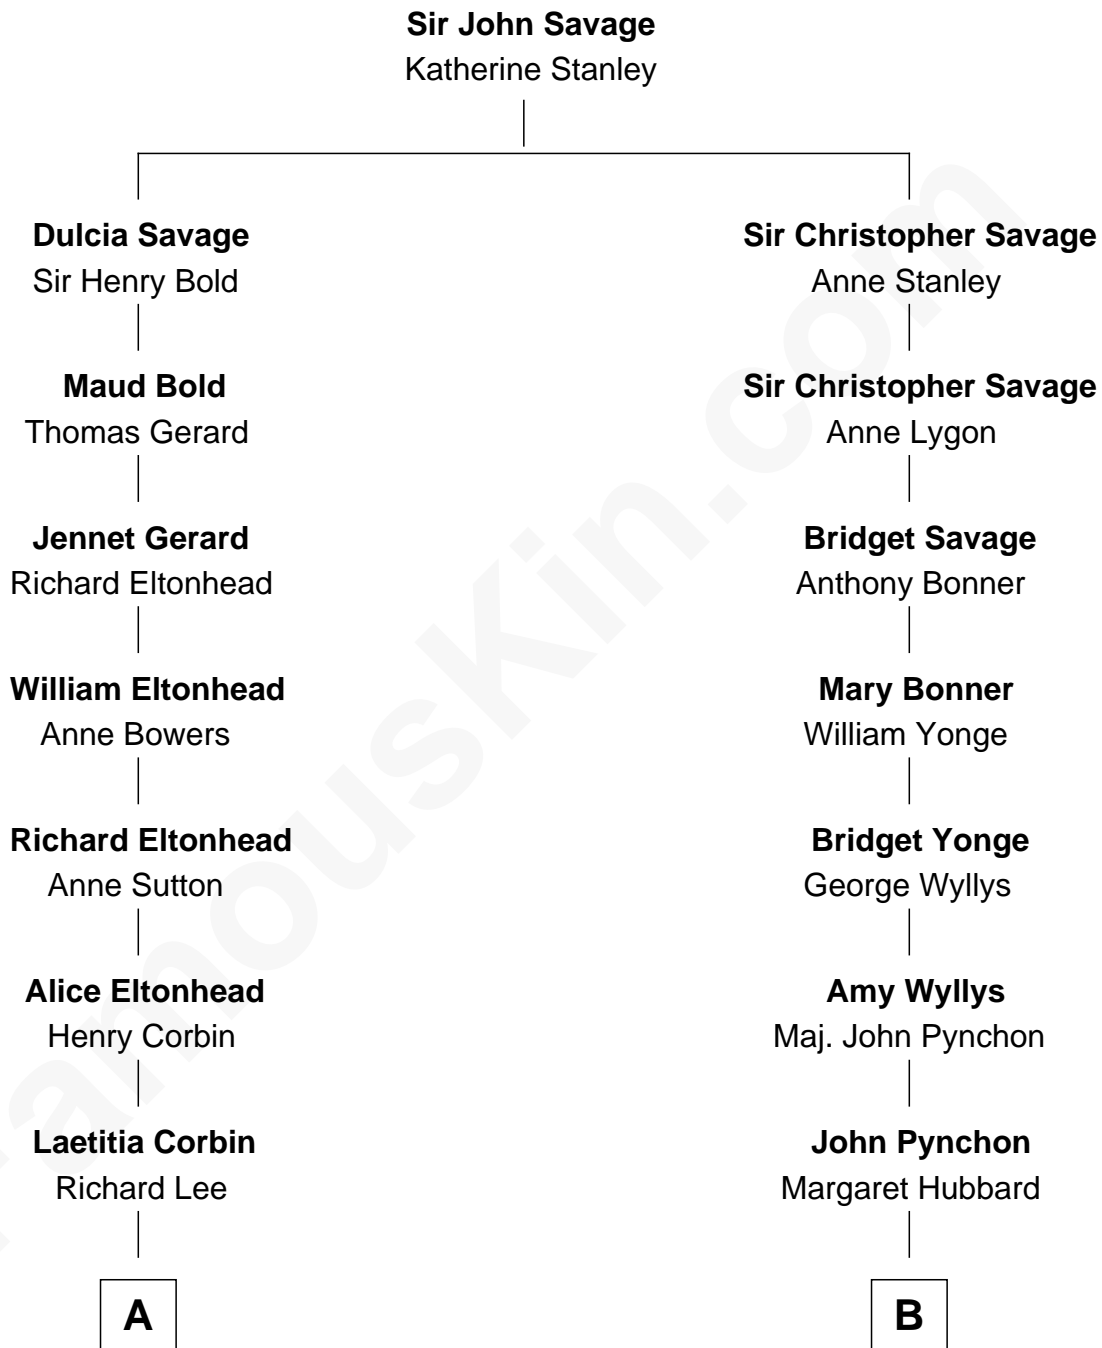 Sir John Savage
Katherine Stanley
Dulcia Savage
Sir Henry Bold
Maud Bold
Thomas Gerard
Jennet Gerard
Richard Eltonhead
William Eltonhead
Anne Bowers
Richard Eltonhead
Anne Sutton
Alice Eltonhead
Henry Corbin
Laetitia Corbin
Richard Lee
A
Sir Christopher Savage
Anne Stanley
Sir Christopher Savage
Anne Lygon
Bridget Savage
Anthony Bonner
Mary Bonner
William Yonge
Bridget Yonge
George Wyllys
Amy Wyllys
Maj. John Pynchon
John Pynchon
Margaret Hubbard
B
FamousKin.com